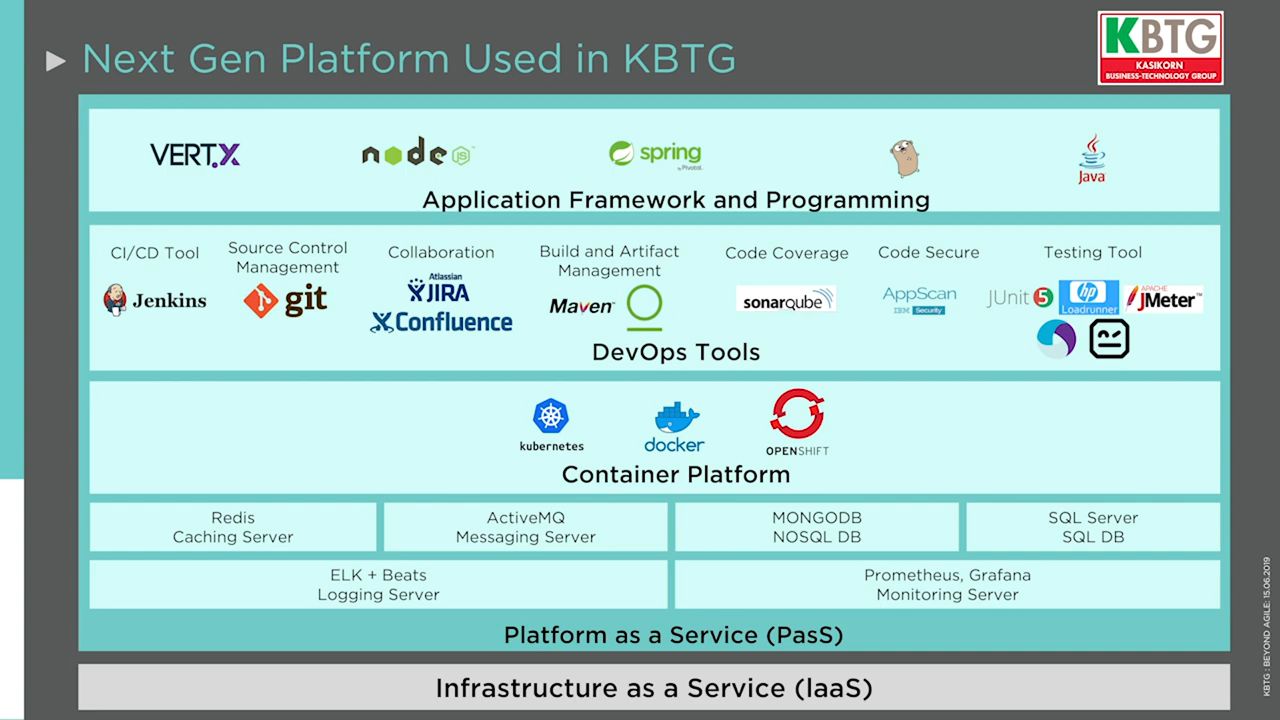 Next Gen Platform Used in KBTG
KBTG
KASIKORN
BUSINESS-TECHNOLOGY GROUP
VERT.X
node JS
spring
by Pivotal
Java
Application Framework and Programming
CI/CD Tool
Jenkins
Source Control
Management
git
Collaboration
Atlassian
JIRA
Confluence
Build and Artifact
Management
Maven
Code Coverage
sonarqube
Code Secure
AppScan
IBM Security
Testing Tool
JUnit 5
hp
Loadrunner
APACHE
JMeter™
DevOps Tools
kubernetes
docker
OPENSHIFT
Container Platform
Redis
Caching Server
ActiveMQ
Messaging Server
MONGODB
NOSQL DB
SQL Server
SQL DB
ELK + Beats
Logging Server
Prometheus, Grafana
Monitoring Server
Platform as a Service (PasS)
Infrastructure as a Service (IaaS)
KBTG : BEYOND AGILE: 15.06.2019